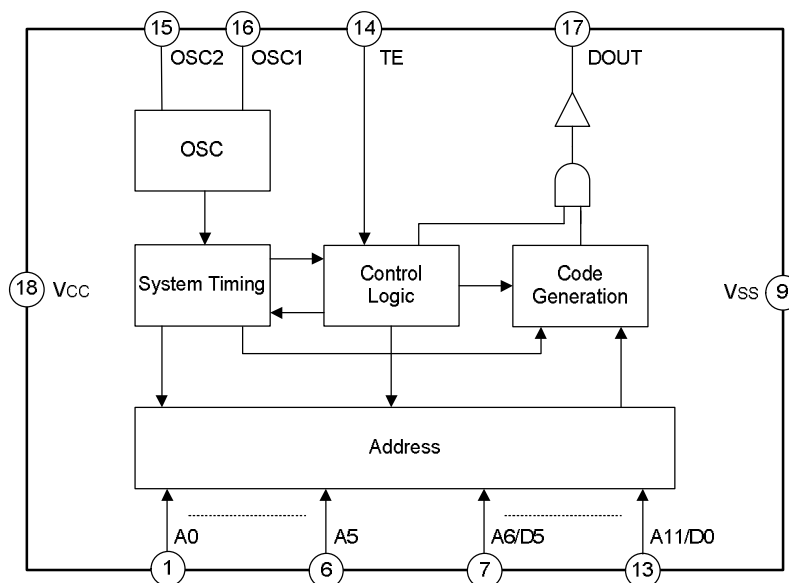 15 16 14 17
OSC2 OSC1 TE DOUT
OSC
System Timing
Control
Logic
Code
Generation
18 VCC
VSS 9
Address
A0 A5 A6/D5 A11/D0
1 6 7 13